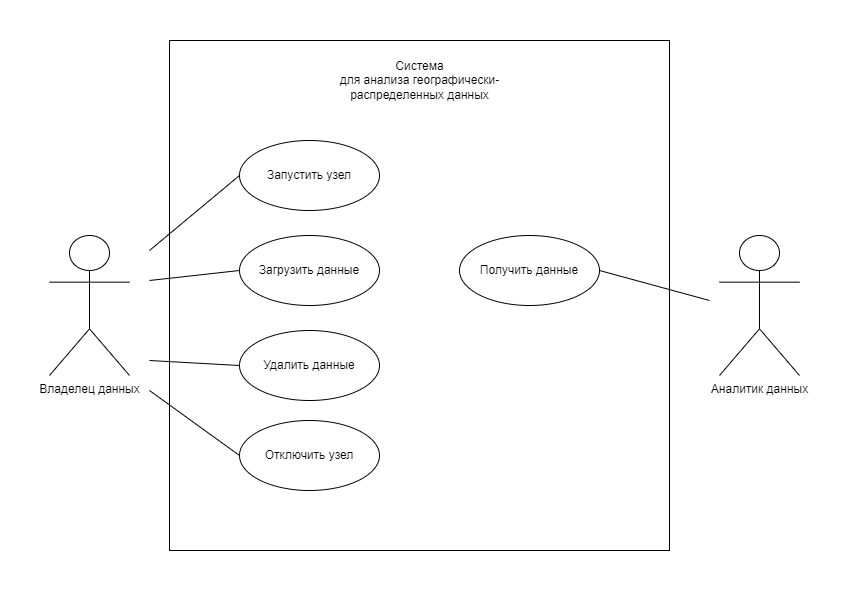 Система
для анализа географически-
распределенных данных
Запустить узел
Загрузить данные
Получить данные
Удалить данные
Владелец данных
Аналитик данных
Отключить узел